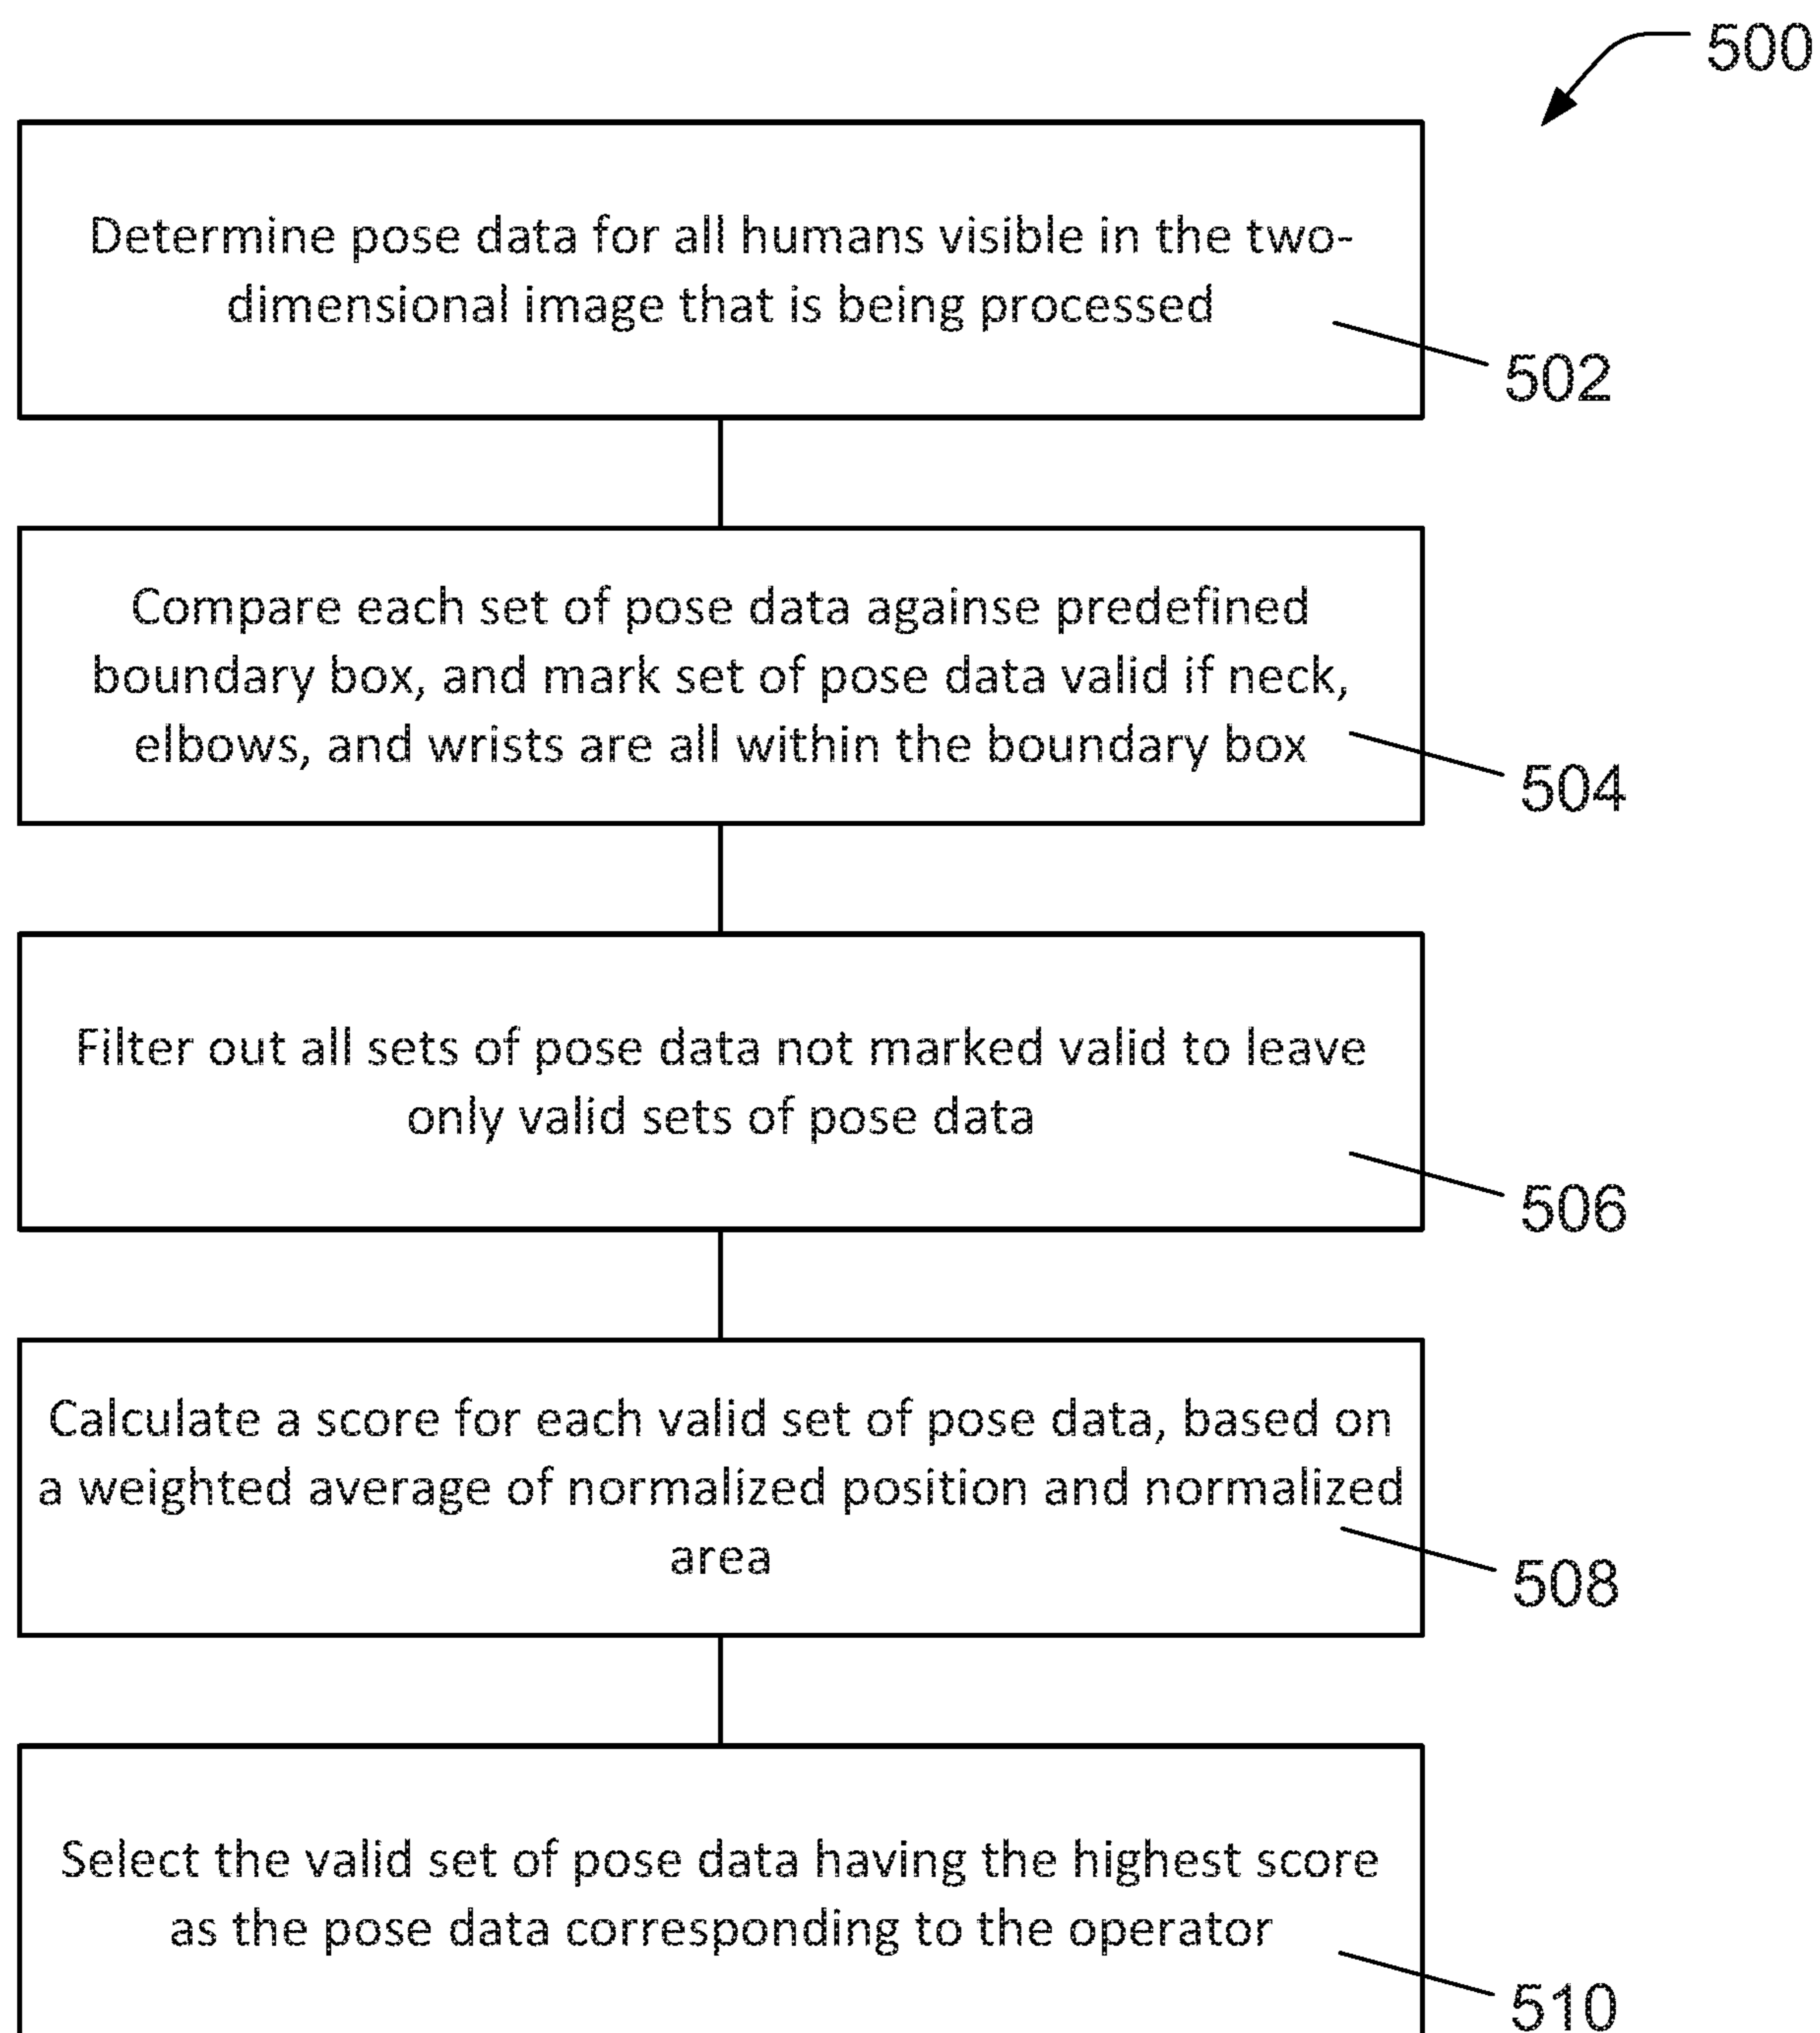 500
Determine pose data for all humans visible in the two-
dimensional image that is being processed
502
Compare each set of pose data againse predefined
boundary box, and mark set of pose data valid if neck,
elbows, and wrists are all within the boundary box
504
Filter out all sets of pose data not marked valid to leave
only valid sets of pose data
506
Calculate a score for each valid set of pose data, based on
a weighted average of normalized position and normalized
area
508
Select the valid set of pose data having the highest score
as the pose data corresponding to the operator
510